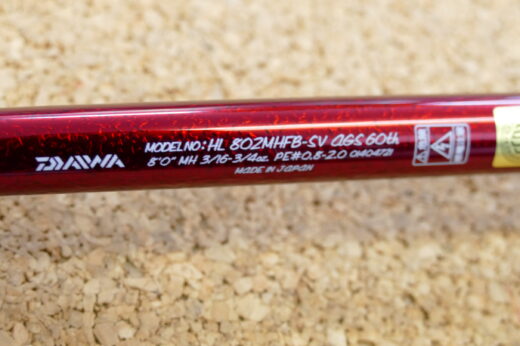 DAIWA
MODEL NO: HL 802MHFB-SV AGS 60th
8'0" MH 3/16-3/4oz. PE#0.8-2.0
MADE IN JAPAN